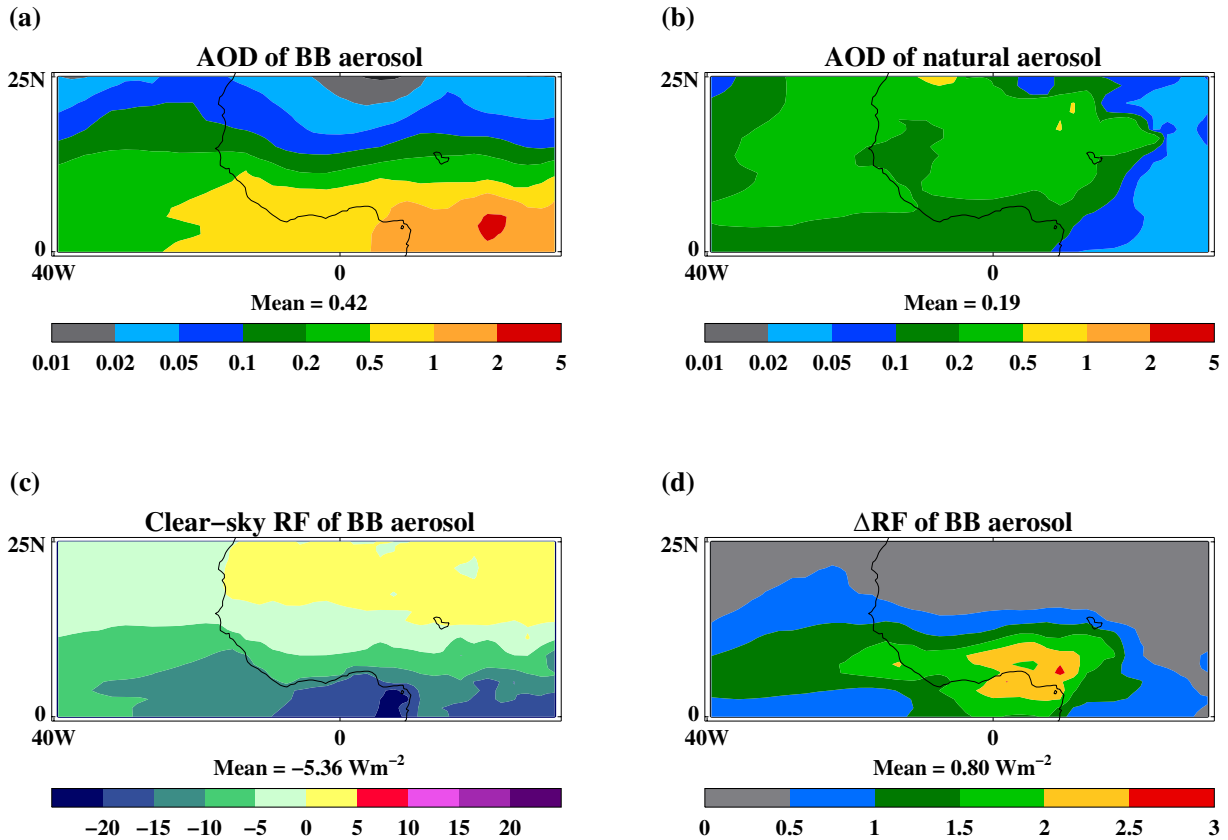 (a)
(b)
AOD of BB aerosol
AOD of natural aerosol
25N
25N
0
0
40W
0
40W
0
Mean = 0.42
Mean = 0.19
0.01 0.02 0.05 0.1 0.2 0.5 1 2 5
0.01 0.02 0.05 0.1 0.2 0.5 1 2 5
(c)
(d)
Clear−sky RF of BB aerosol
ΔRF of BB aerosol
25N
25N
0
0
40W
0
40W
0
Mean = −5.36 Wm⁻²
Mean = 0.80 Wm⁻²
−20 −15 −10 −5 0 5 10 15 20
0 0.5 1 1.5 2 2.5 3